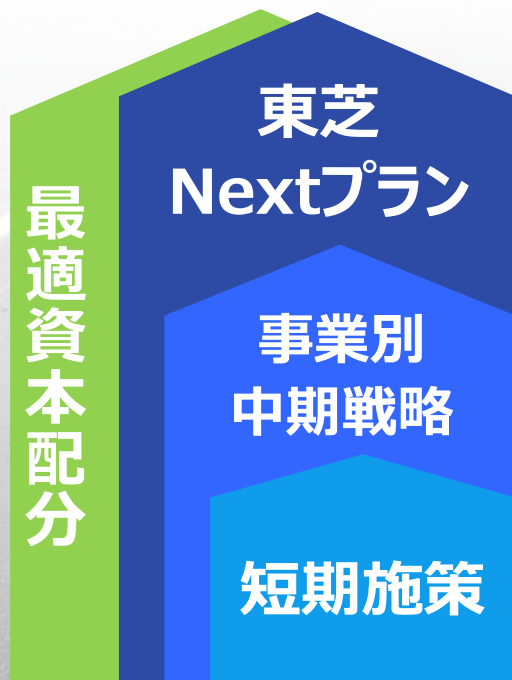 最適資本配分
東芝
Nextプラン
事業別
中期戦略
短期施策